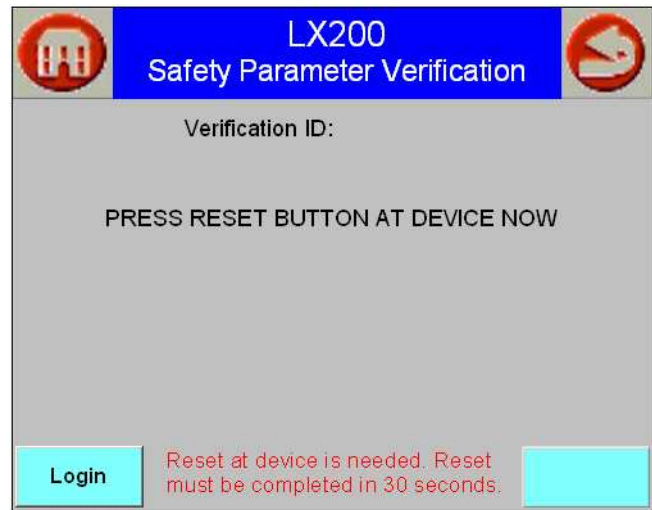 LX200
Safety Parameter Verification
Verification ID:
PRESS RESET BUTTON AT DEVICE NOW
Login
Reset at device is needed. Reset
must be completed in 30 seconds.